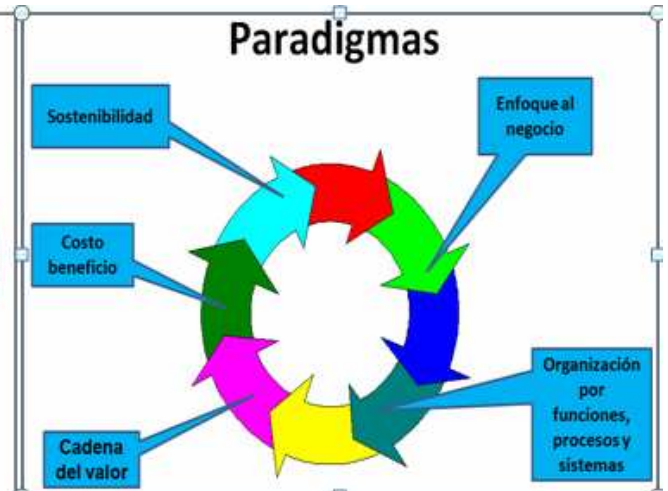 Paradigmas
Sostenibilidad
Enfoque al
negocio
Costo
beneficio
Organización
por
funciones,
procesos y
sistemas
Cadena
del valor